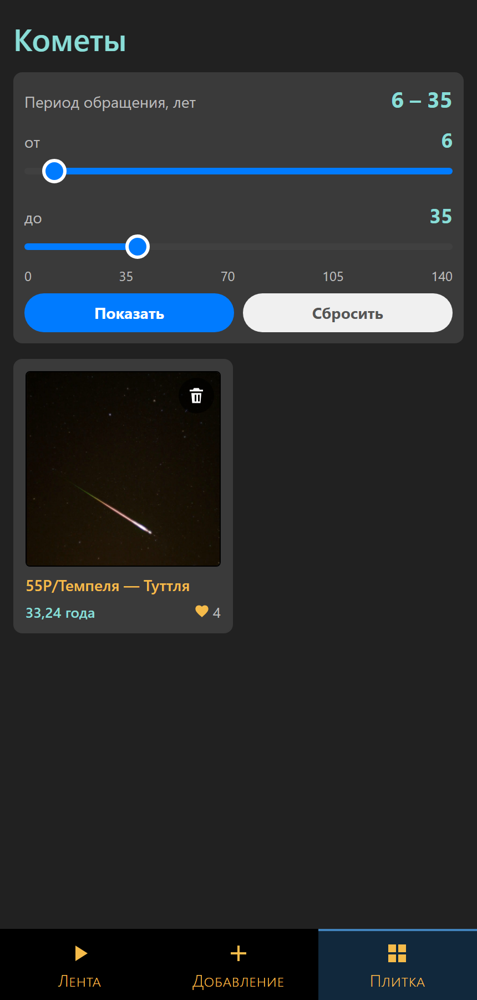 Кометы
Период обращения, лет 6 – 35
от 6
до 35
0 35 70 105 140
Показать Сбросить
55P/Темпеля — Туттля
33,24 года 4
Лента Добавление Плитка